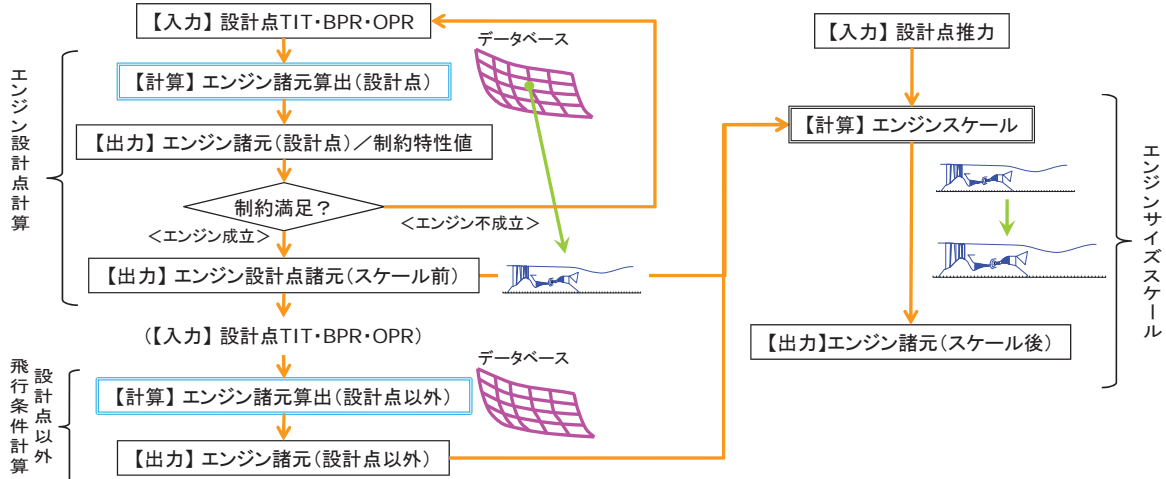 【入力】設計点TIT・BPR・OPR
データベース
【計算】エンジン諸元算出(設計点)
【出力】エンジン諸元(設計点)/制約特性値
制約満足?
<エンジン成立>
<エンジン不成立>
【出力】エンジン設計点諸元(スケール前)
エンジン設計点計算
(【入力】設計点TIT・BPR・OPR)
データベース
【計算】エンジン諸元算出(設計点以外)
【出力】エンジン諸元(設計点以外)
設計点以外
飛行条件計算
【入力】設計点推力
【計算】エンジンスケール
【出力】エンジン諸元(スケール後)
エンジンサイズスケール